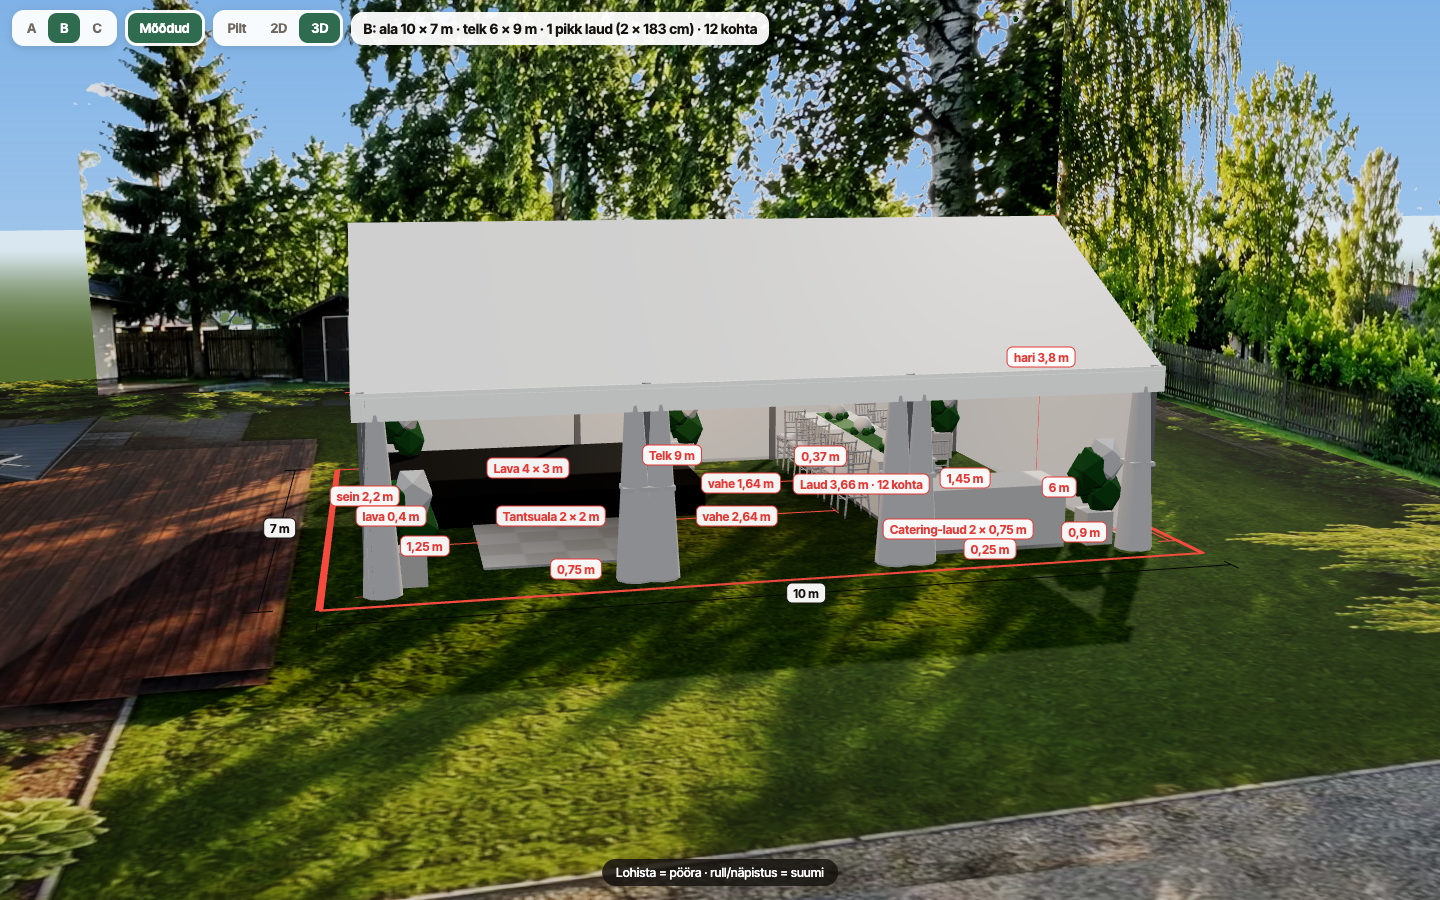 A B C Mõõdud Pilt 2D 3D B: ala 10 × 7 m · telk 6 × 9 m · 1 pikk laud (2 × 183 cm) · 12 kohta
hari 3,8 m
Telk 9 m
0,37 m
Lava 4 × 3 m
1,45 m
vahe 1,64 m
Laud 3,66 m · 12 kohta
6 m
sein 2,2 m
lava 0,4 m
Tantsuala 2 × 2 m
vahe 2,64 m
7 m
Catering-laud 2 × 0,75 m
0,9 m
1,25 m
0,25 m
0,75 m
10 m
Lohista = pööra · rull/näpistus = suumi